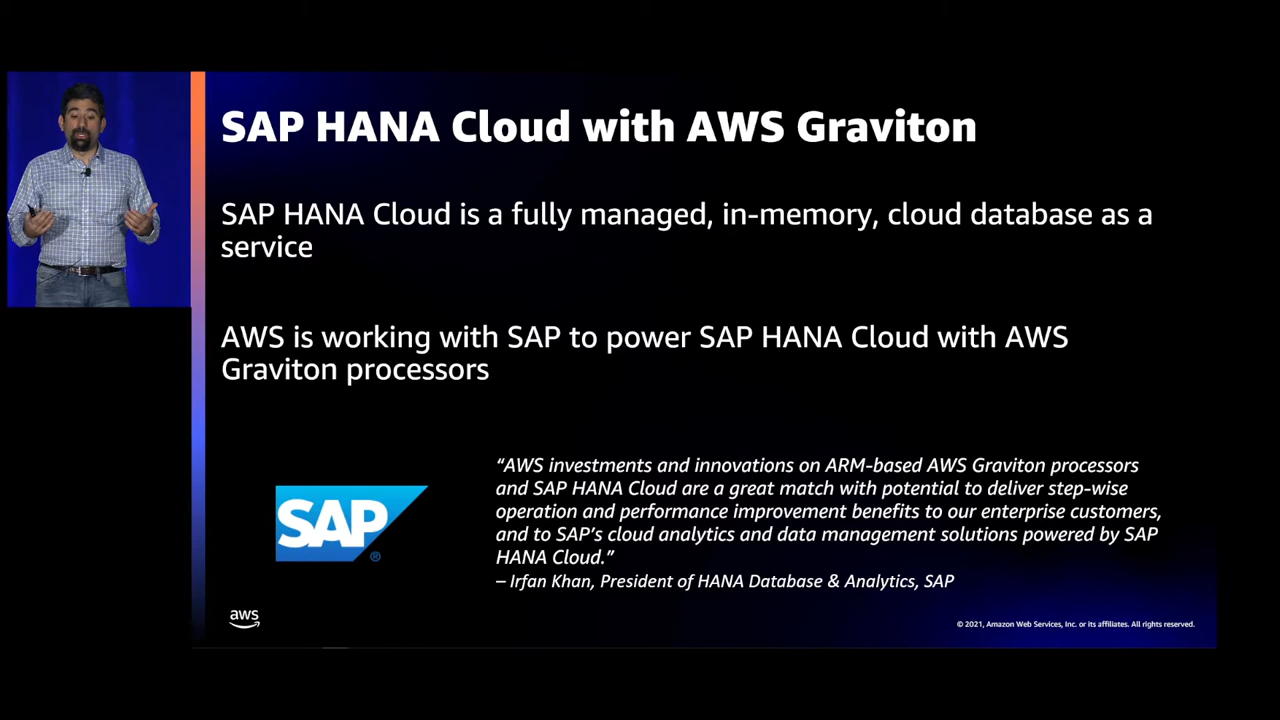 SAP HANA Cloud with AWS Graviton
SAP HANA Cloud is a fully managed, in-memory, cloud database as a
service
AWS is working with SAP to power SAP HANA Cloud with AWS
Graviton processors
“AWS investments and innovations on ARM-based AWS Graviton processors
and SAP HANA Cloud are a great match with potential to deliver step-wise
operation and performance improvement benefits to our enterprise customers,
and to SAP’s cloud analytics and data management solutions powered by SAP
HANA Cloud.”
– Irfan Khan, President of HANA Database & Analytics, SAP
SAP®
aws
© 2021, Amazon Web Services, Inc. or its affiliates. All rights reserved.